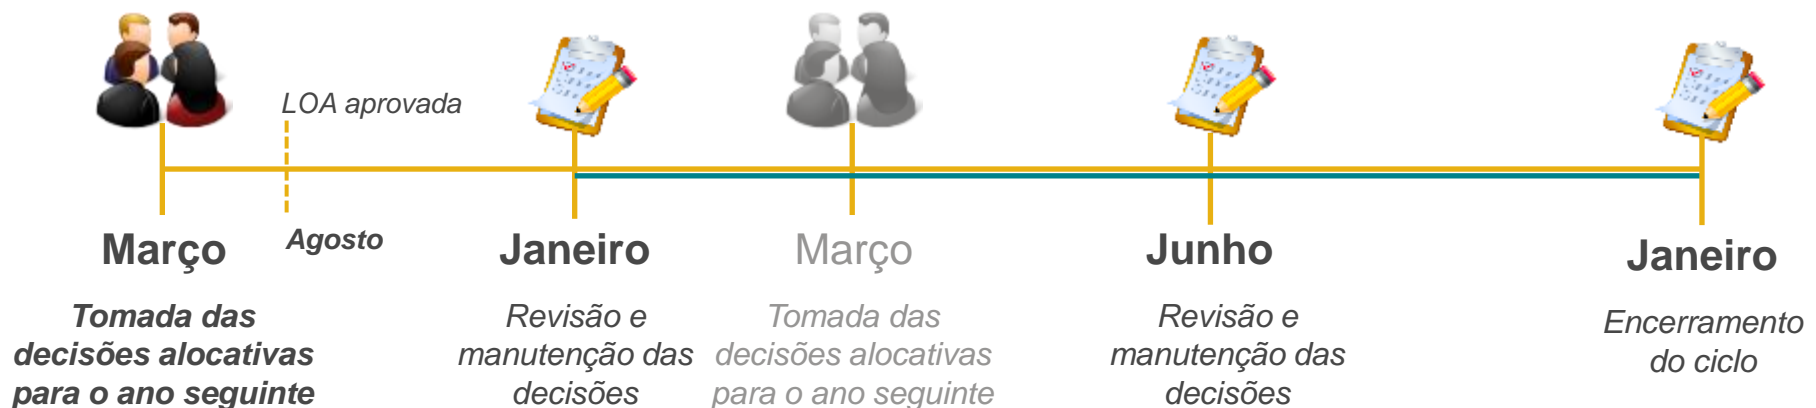 LOA aprovada
Março
Agosto
Janeiro
Março
Junho
Janeiro
Tomada das
decisões alocativas
para o ano seguinte
Revisão e
manutenção das
decisões
Tomada das
decisões alocativas
para o ano seguinte
Revisão e
manutenção das
decisões
Encerramento
do ciclo